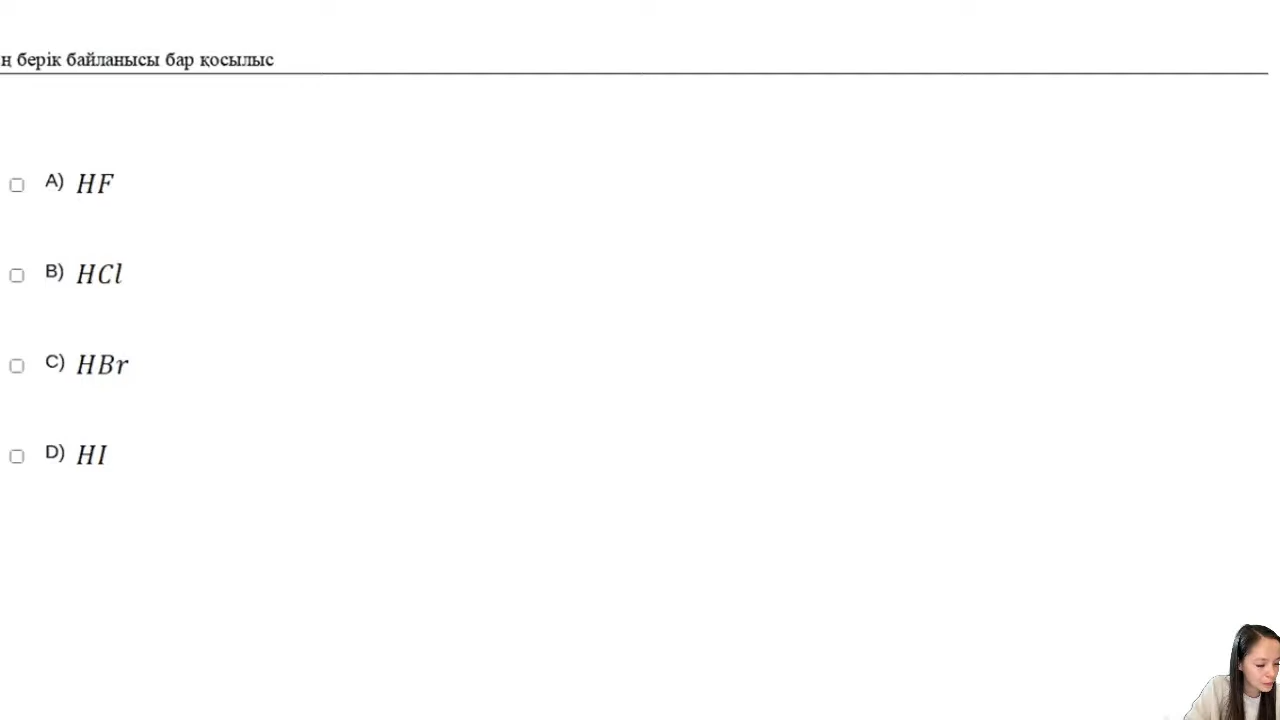 ң берік байланысы бар қосылыс
A) HF
B) HCl
C) HBr
D) HI